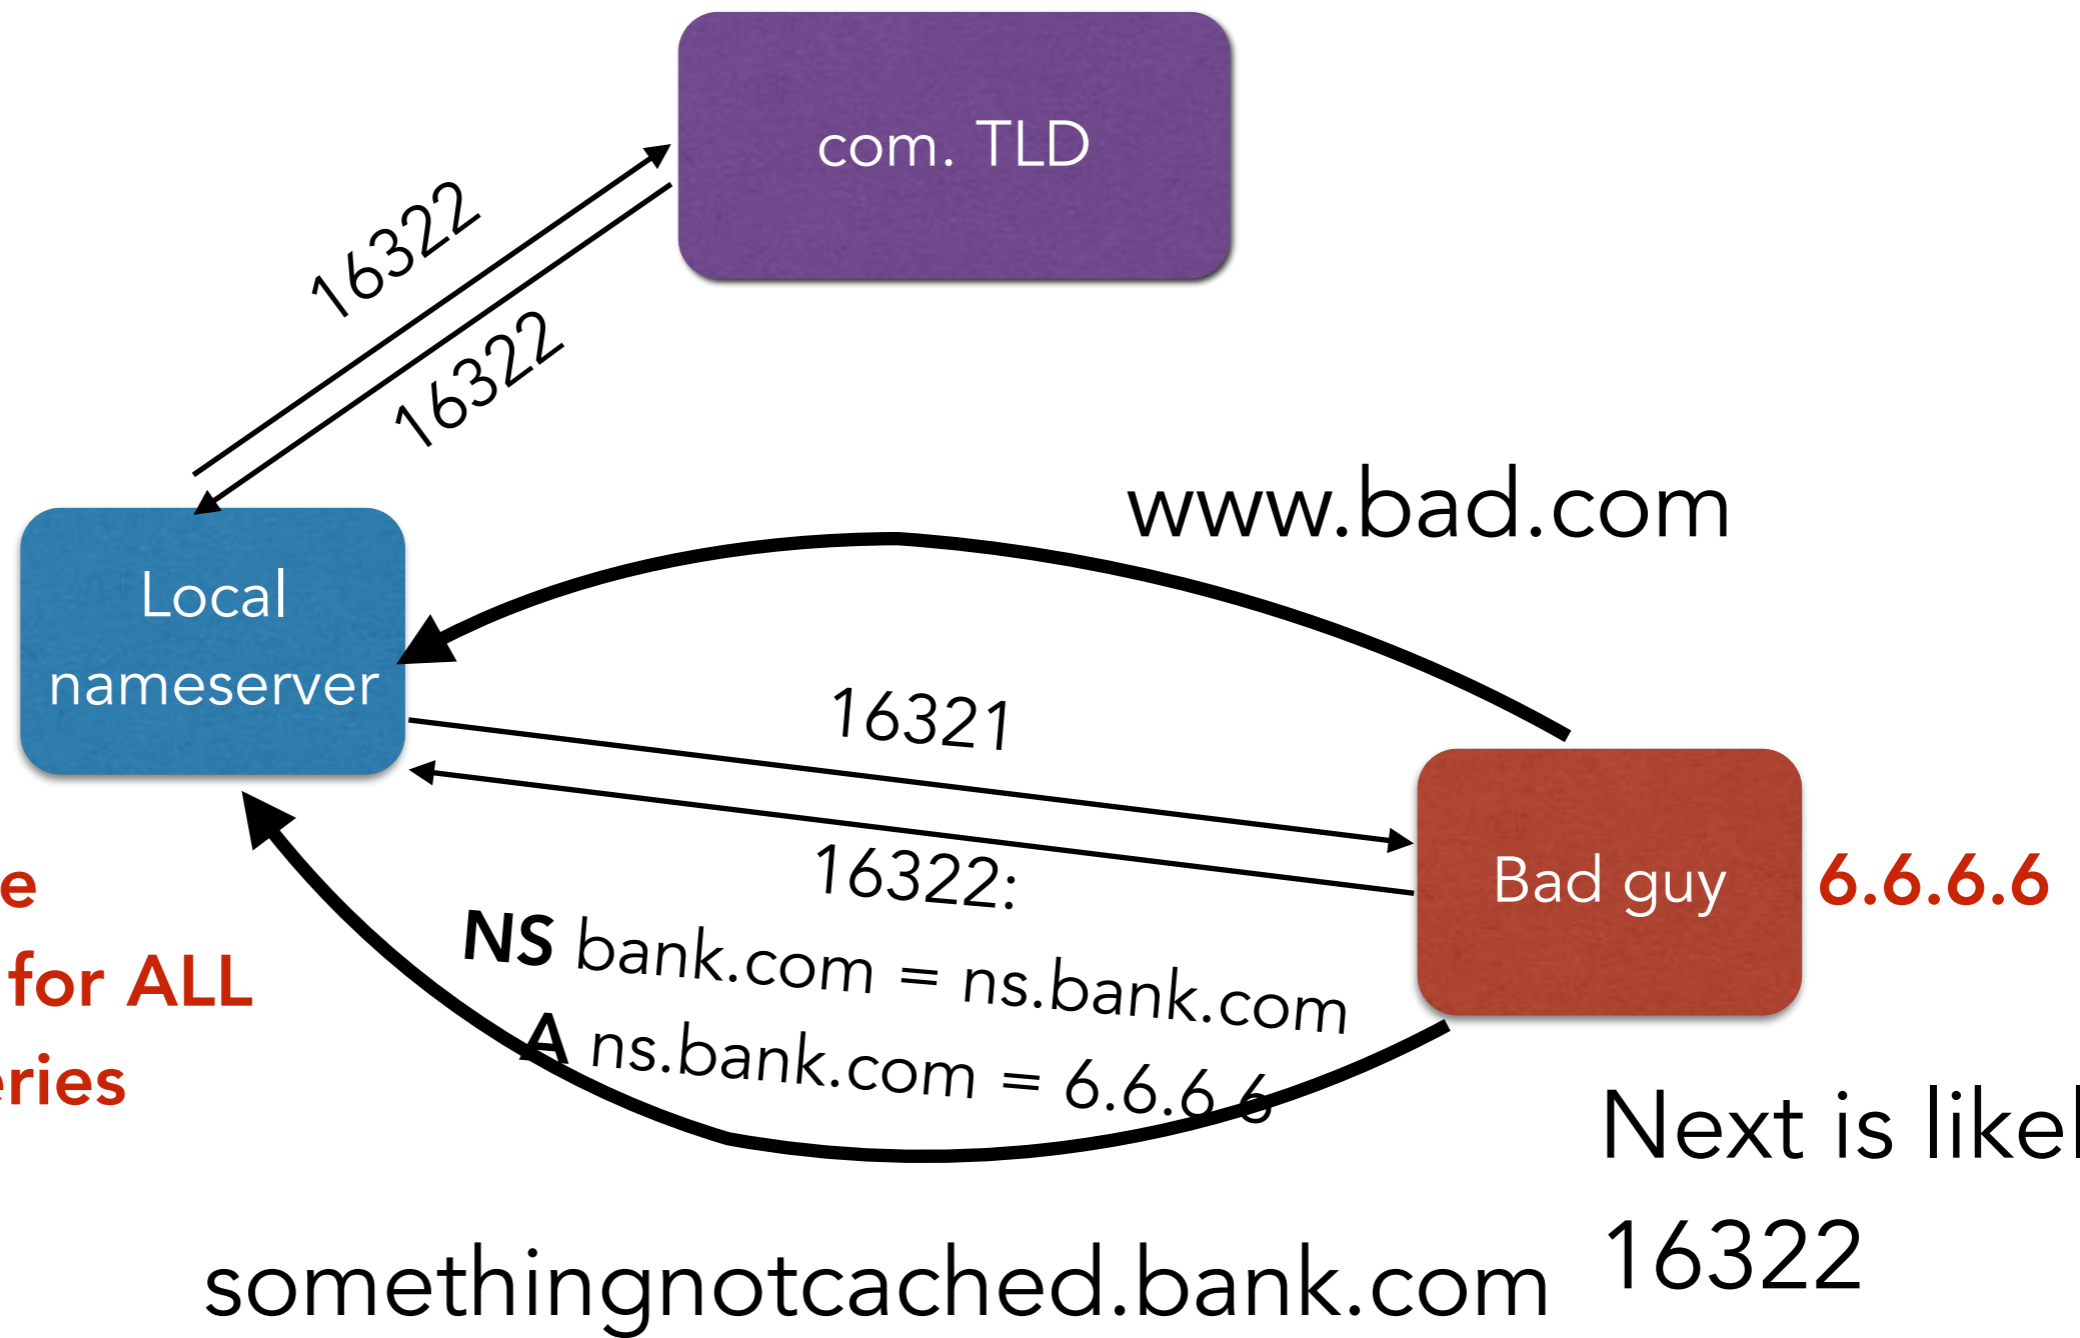 com. TLD
16322
16322
www.bad.com
Local
nameserver
16321
16322:
NS bank.com = ns.bank.com
A ns.bank.com = 6.6.6.6
Bad guy
6.6.6.6
for ALL
Next is
16322
somethingnotcached.bank.com